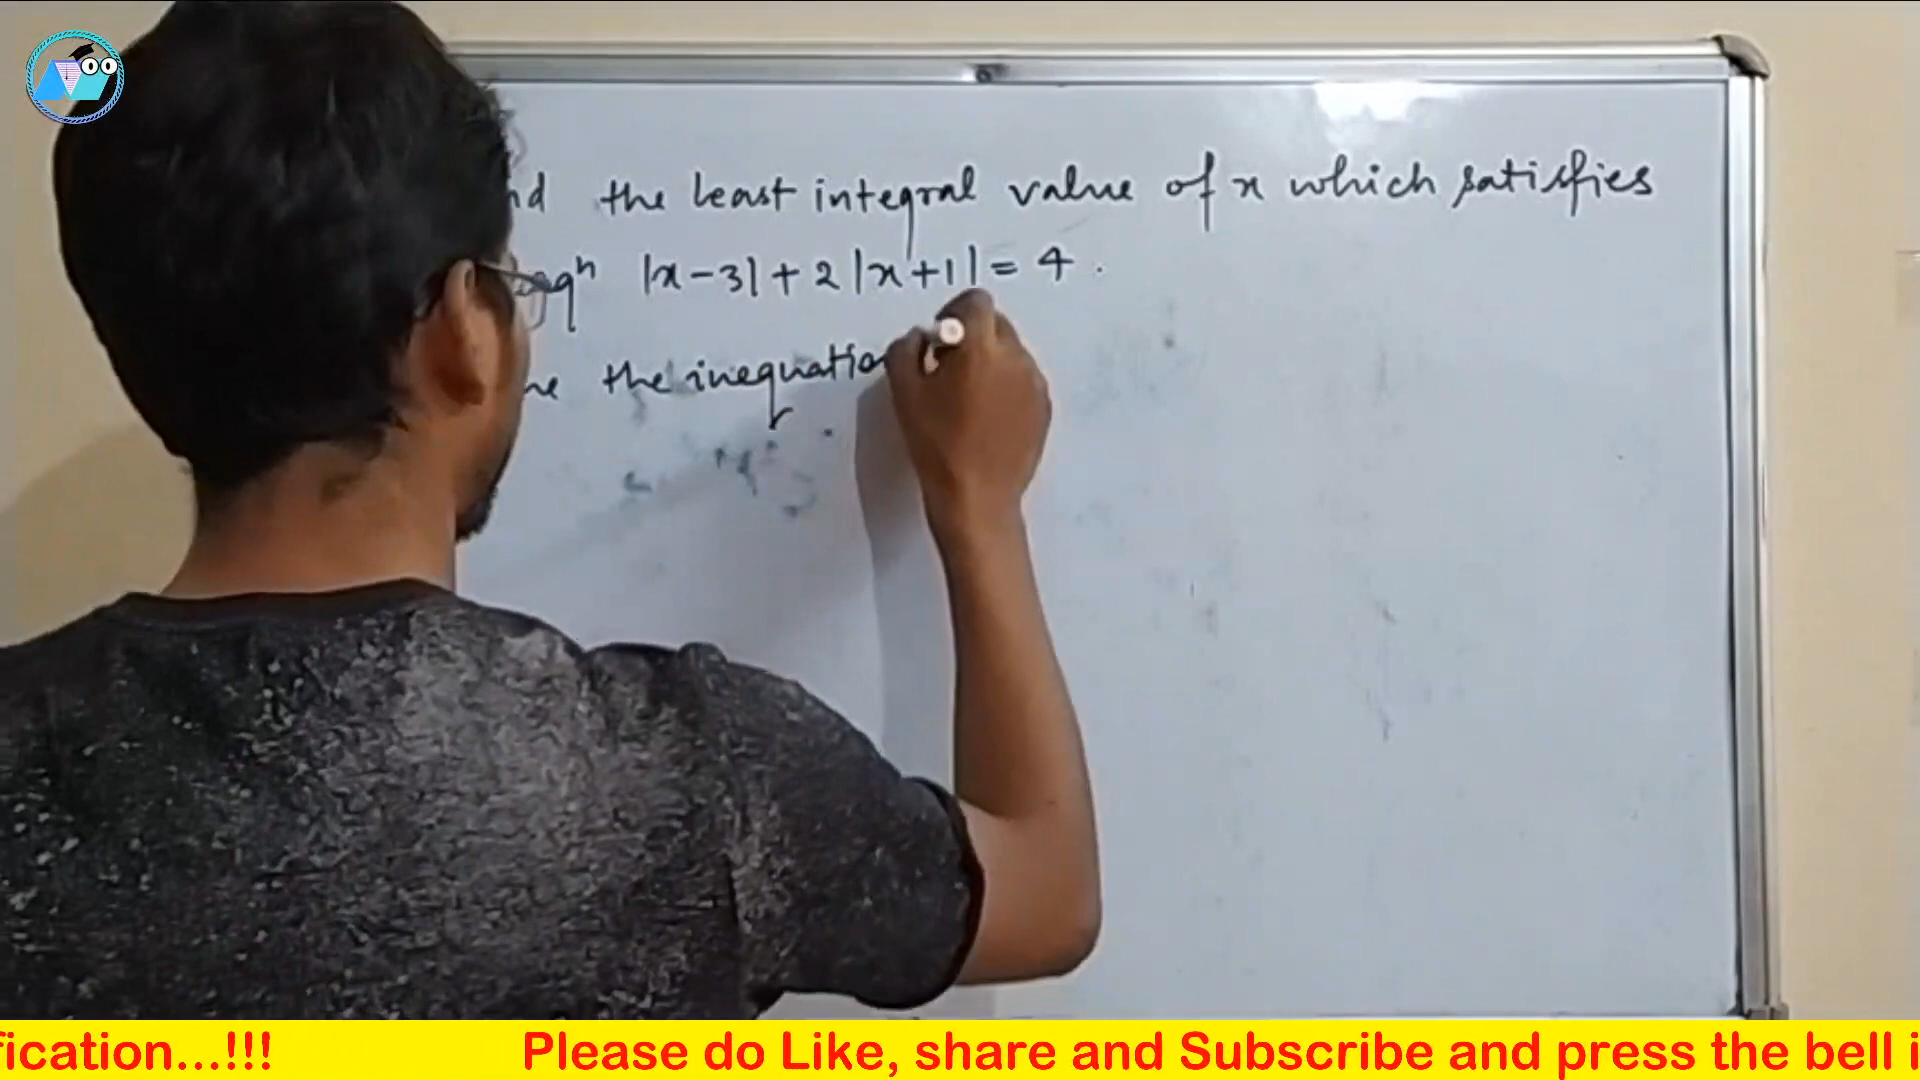 the least integral value of x which satisfies
eqⁿ |x-3| + 2|x+1| = 4 .
the inequation
fication...!!! Please do Like, share and Subscribe and press the bell i